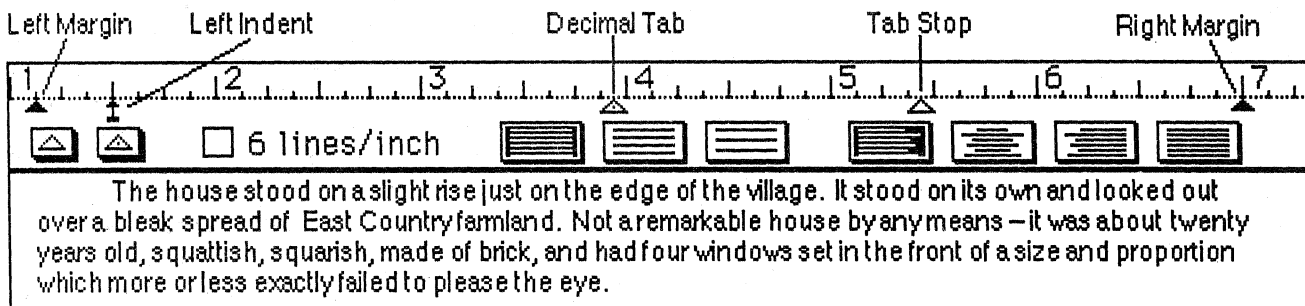 Left Margin Left Indent Decimal Tab Tab Stop Right Margin
1 2 3 4 5 6 7
6 lines/inch
The house stood on a slight rise just on the edge of the village. It stood on its own and looked out
over a bleak spread of East Country farmland. Not a remarkable house by any means – it was about twenty
years old, squattish, squarish, made of brick, and had four windows set in the front of a size and proportion
which more or less exactly failed to please the eye.